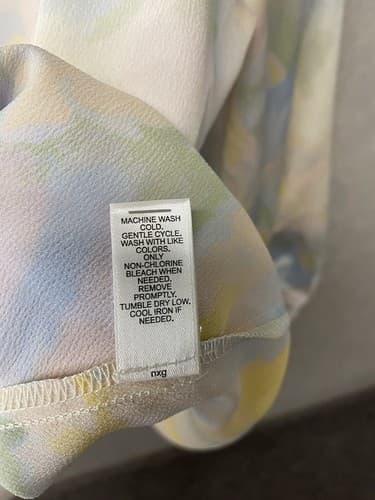 MACHINE WASH
COLD.
GENTLE CYCLE.
WASH WITH LIKE
COLORS.
ONLY
NON-CHLORINE
BLEACH WHEN
NEEDED.
REMOVE
PROMPTLY.
TUMBLE DRY LOW.
COOL IRON IF
NEEDED.
nxg